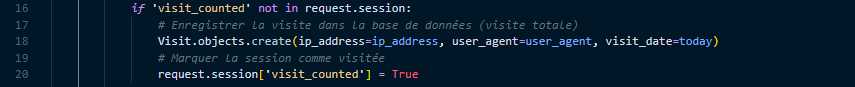 16 if 'visit_counted' not in request.session:
17 # Enregistrer la visite dans la base de données (visite totale)
18 Visit.objects.create(ip_address=ip_address, user_agent=user_agent, visit_date=today)
19 # Marquer la session comme visitée
20 request.session['visit_counted'] = True